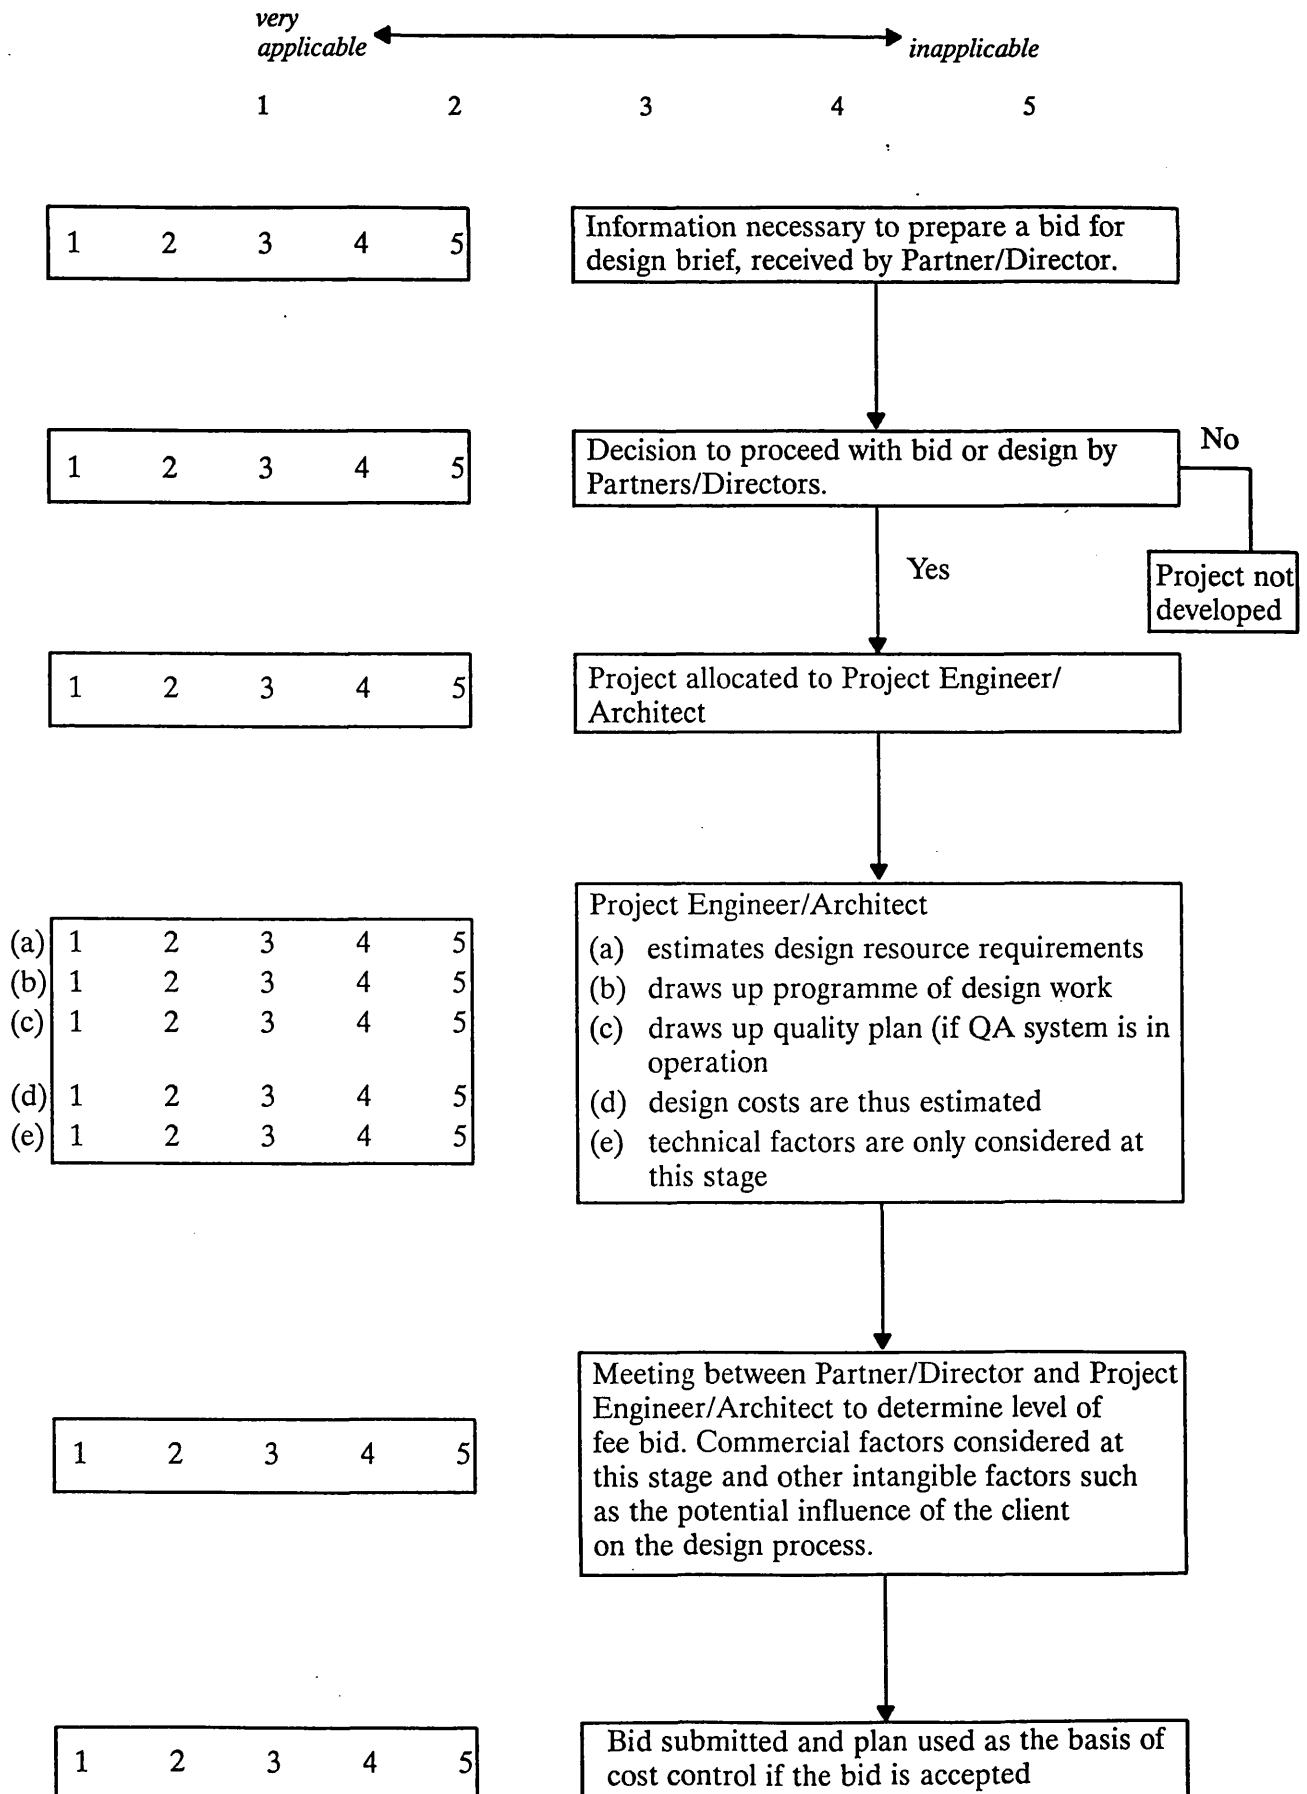 very
applicable
inapplicable
1 2 3 4 5
1 2 3 4 5
Information necessary to prepare a bid for
design brief, received by Partner/Director.
1 2 3 4 5
Decision to proceed with bid or design by
Partners/Directors.
No
Yes
Project not
developed
1 2 3 4 5
Project allocated to Project Engineer/
Architect
(a) 1 2 3 4 5
(b) 1 2 3 4 5
(c) 1 2 3 4 5
(d) 1 2 3 4 5
(e) 1 2 3 4 5
Project Engineer/Architect
(a) estimates design resource requirements
(b) draws up programme of design work
(c) draws up quality plan (if QA system is in
operation
(d) design costs are thus estimated
(e) technical factors are only considered at
this stage
1 2 3 4 5
Meeting between Partner/Director and Project
Engineer/Architect to determine level of
fee bid. Commercial factors considered at
this stage and other intangible factors such
as the potential influence of the client
on the design process.
1 2 3 4 5
Bid submitted and plan used as the basis of
cost control if the bid is accepted